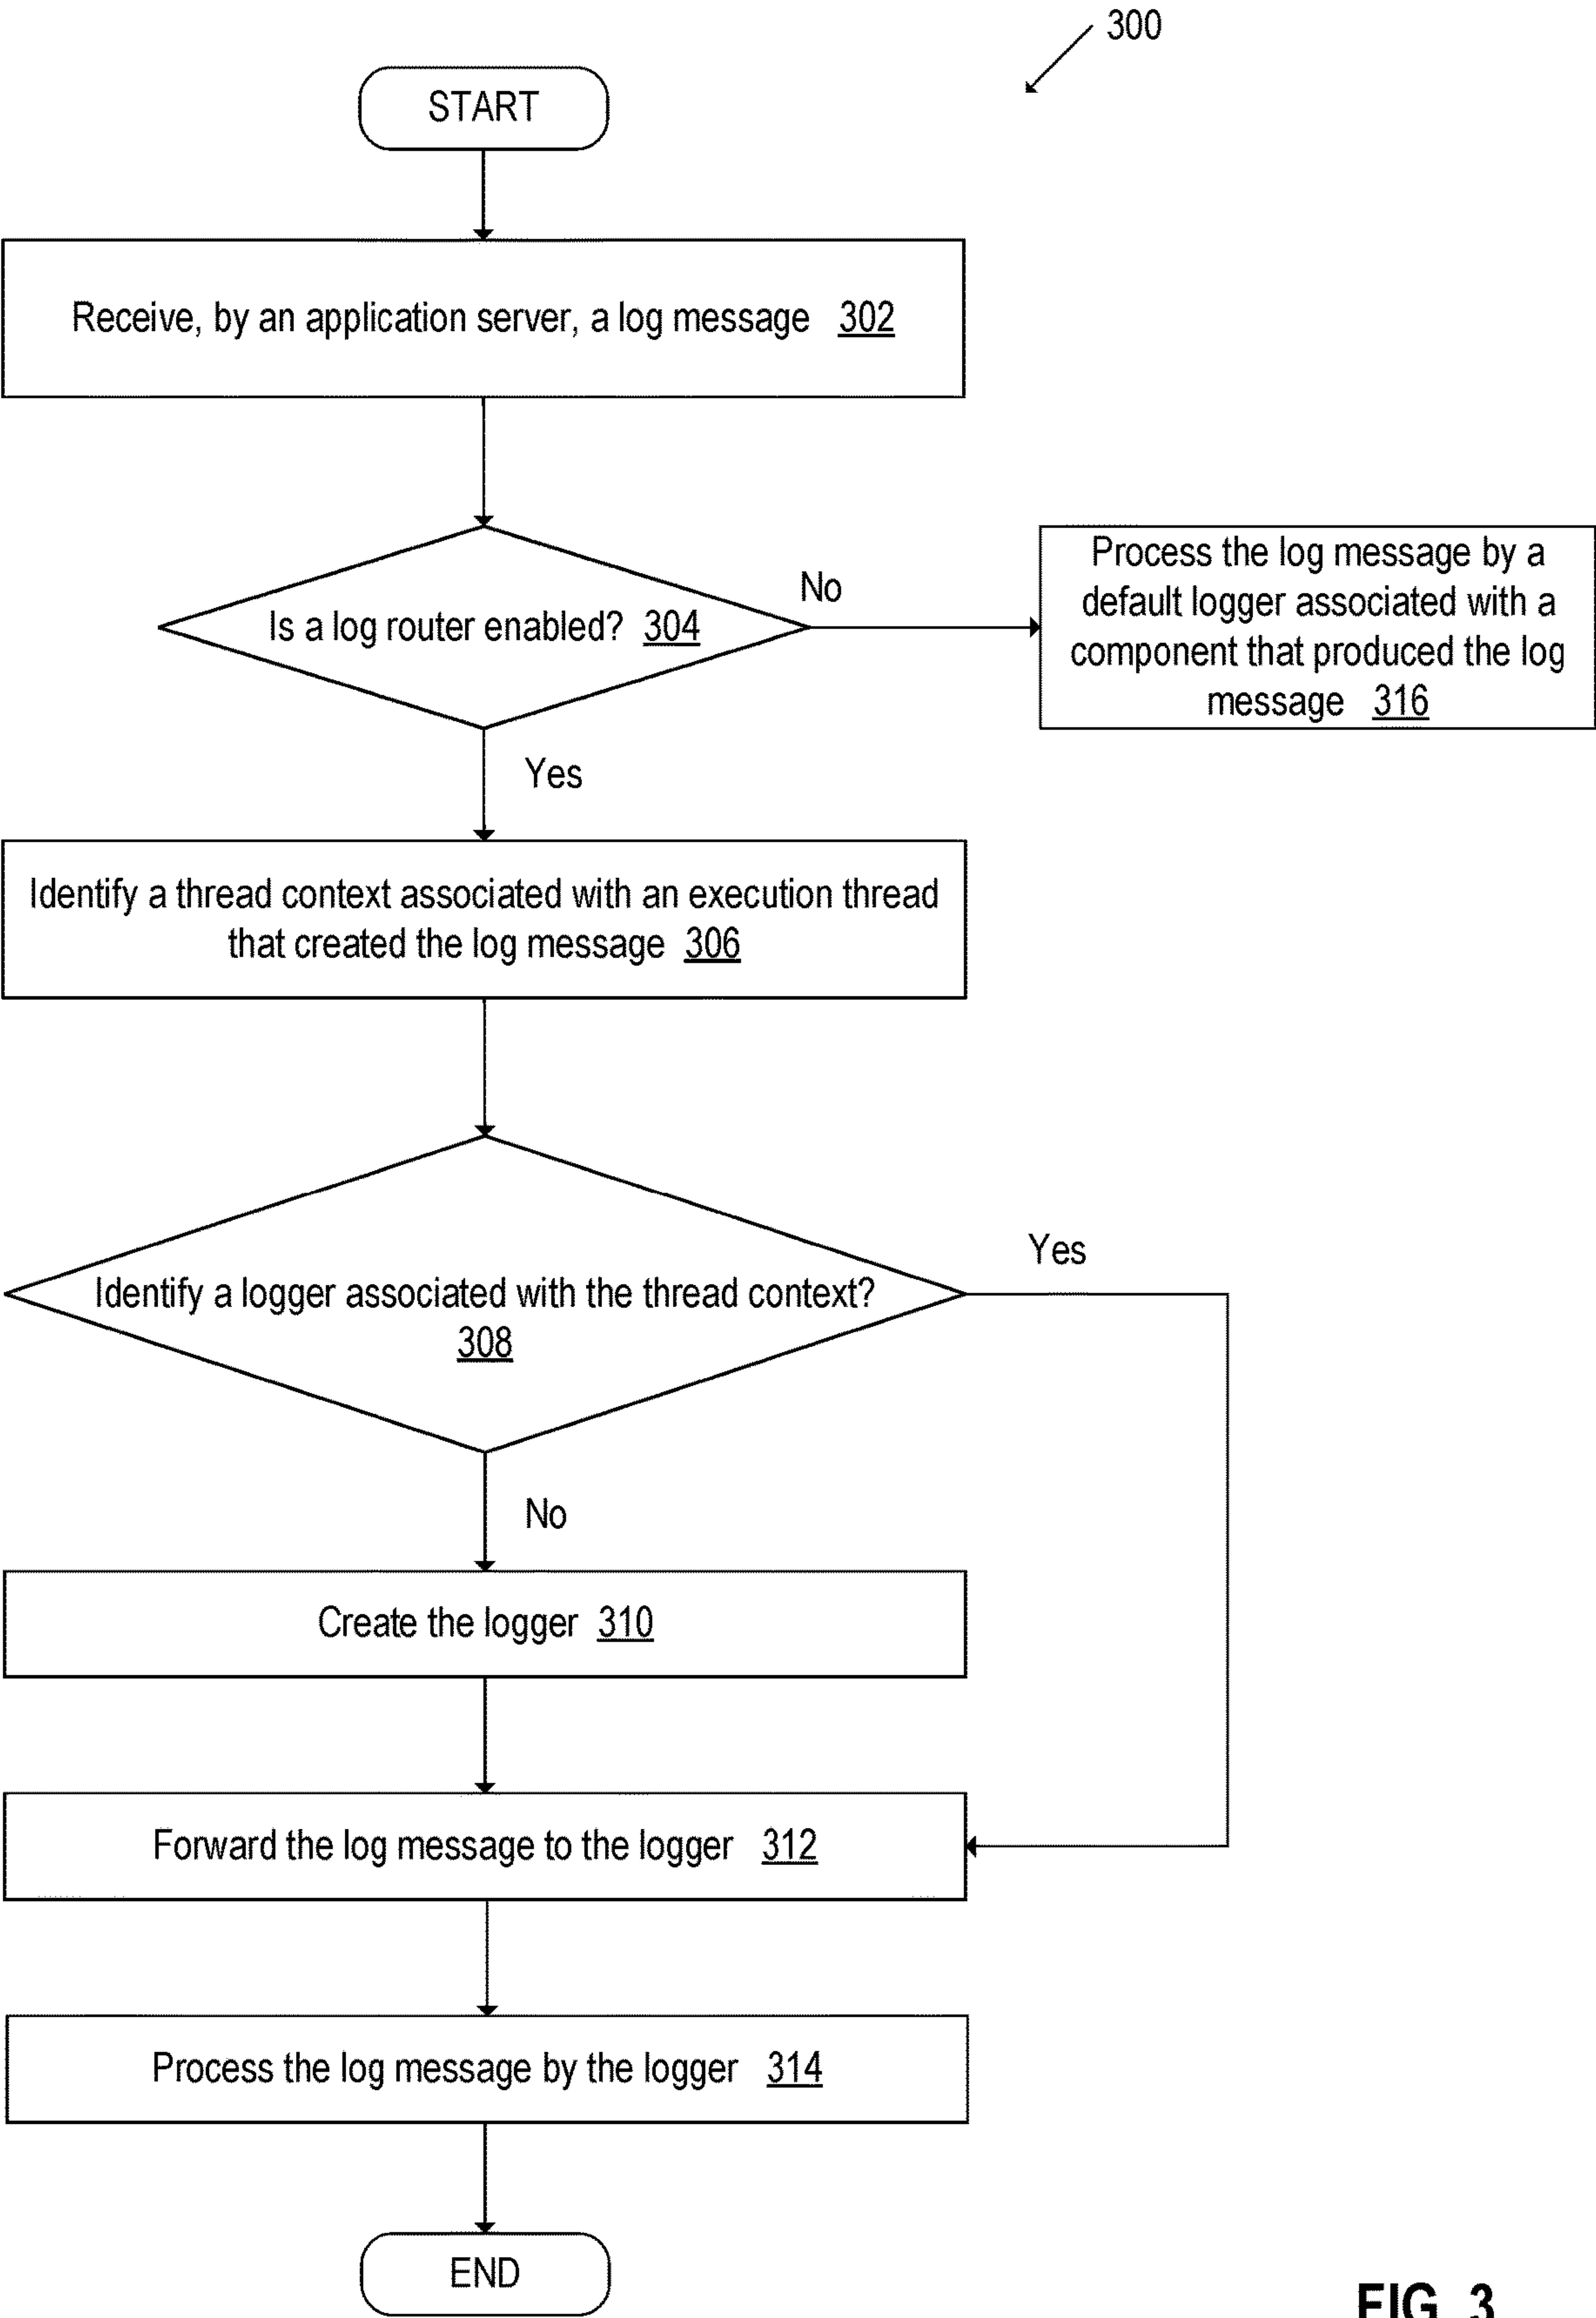 300
START
Receive, by an application server, a log message 302
Is a log router enabled? 304
No
Process the log message by a
default logger associated with a
component that produced the log
message 316
Yes
Identify a thread context associated with an execution thread
that created the log message 306
Identify a logger associated with the thread context?
308
Yes
No
Create the logger 310
Forward the log message to the logger 312
Process the log message by the logger 314
END
FIG. 3